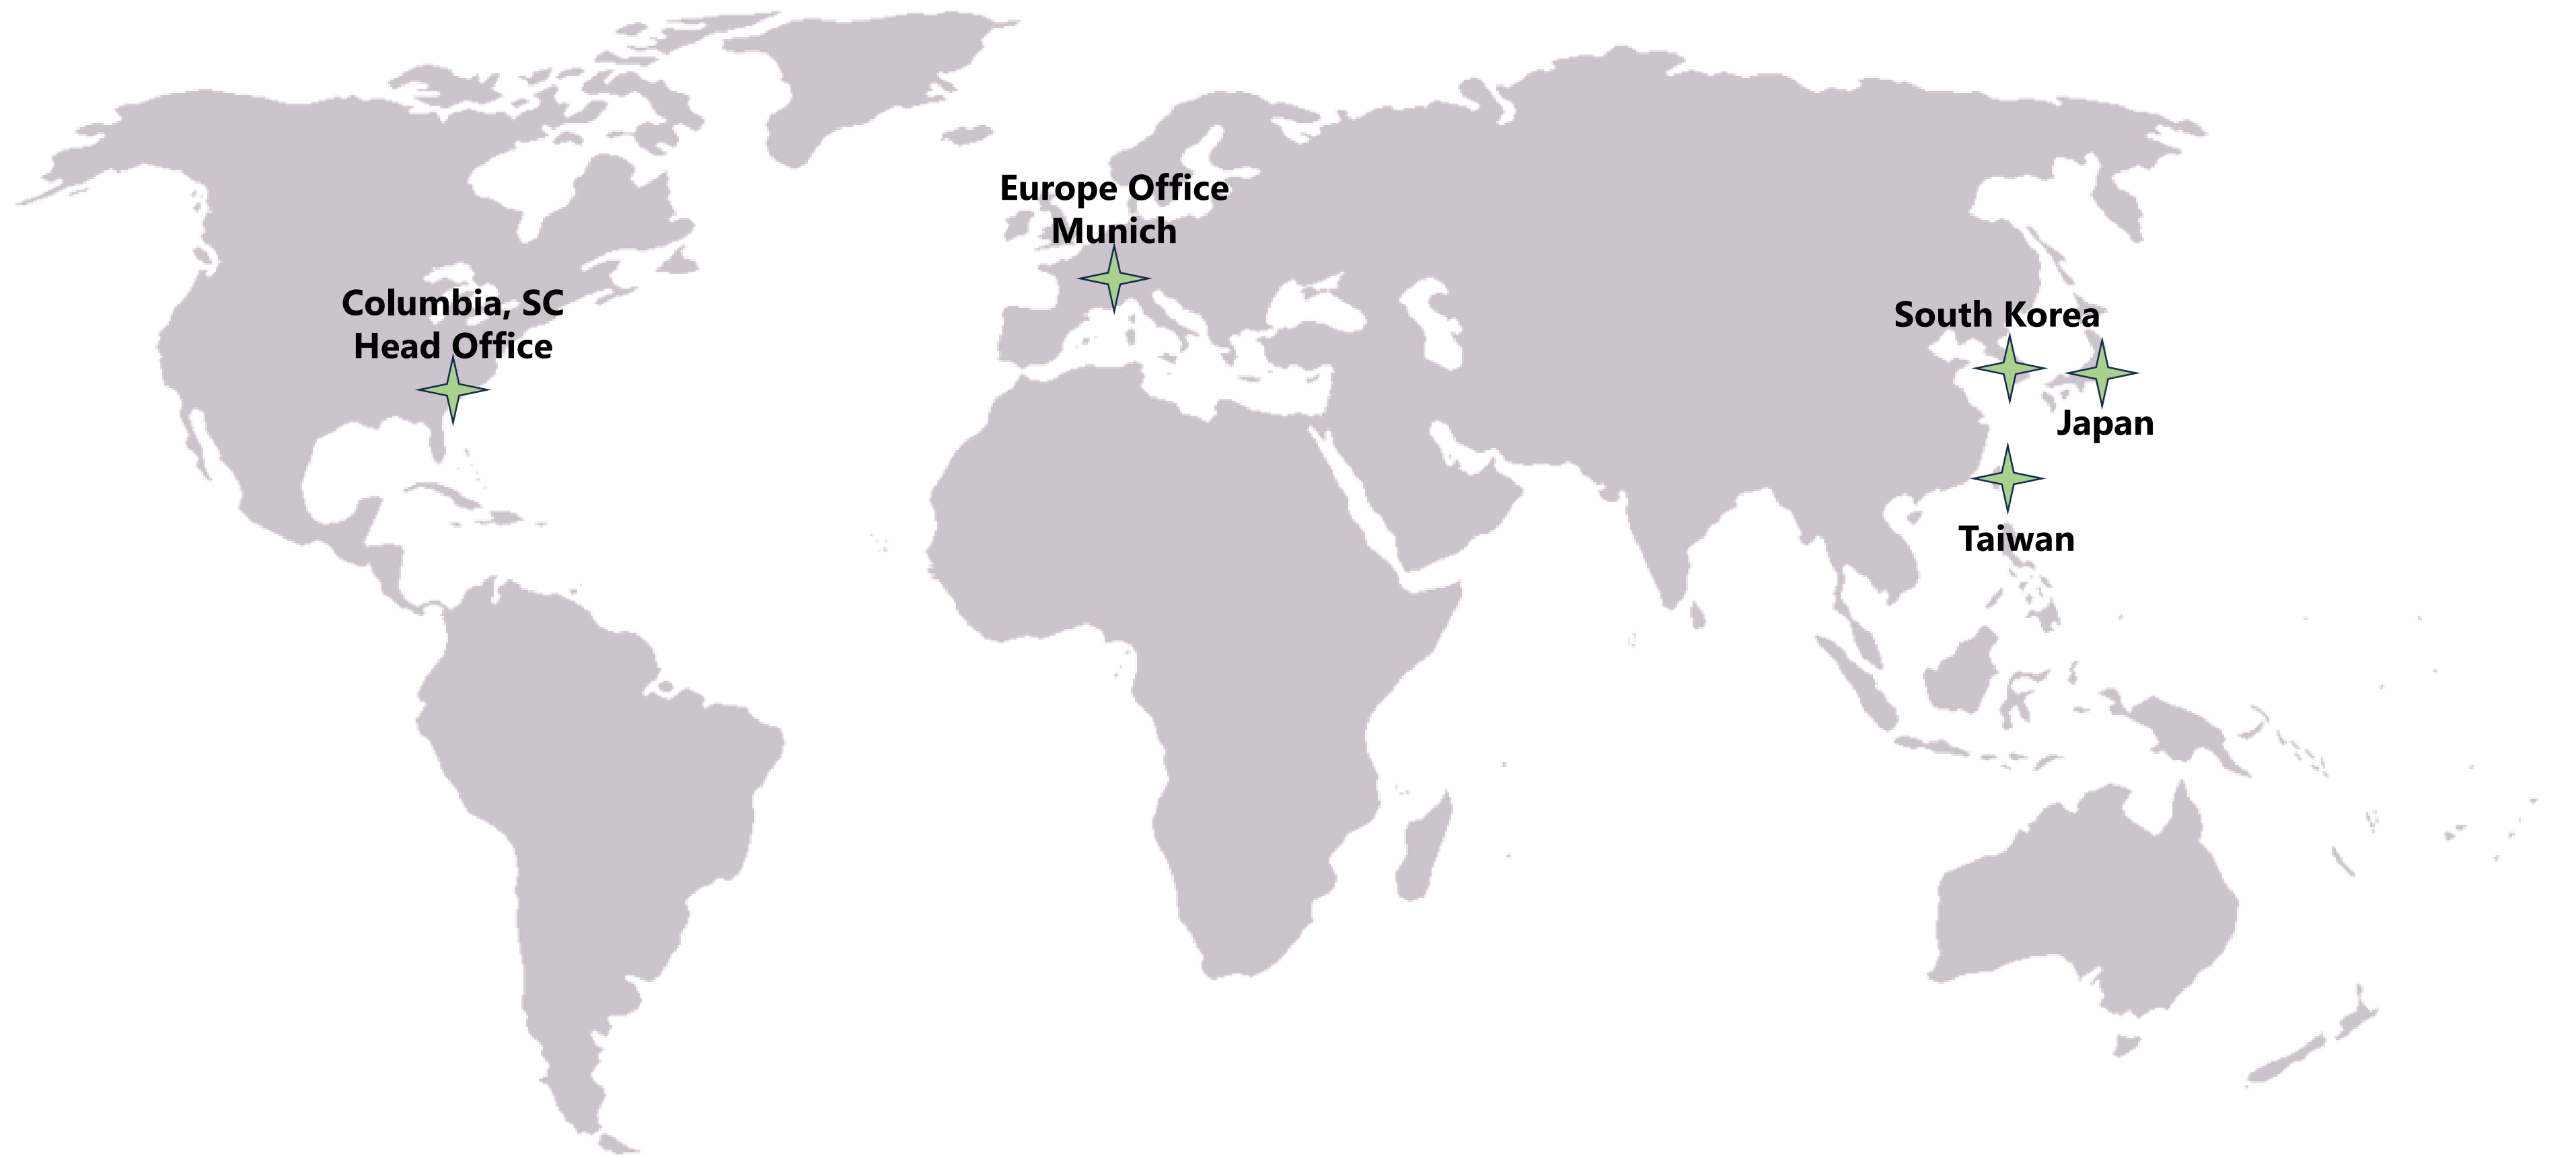 Europe Office
Munich
Columbia, SC
Head Office
South Korea
Japan
Taiwan